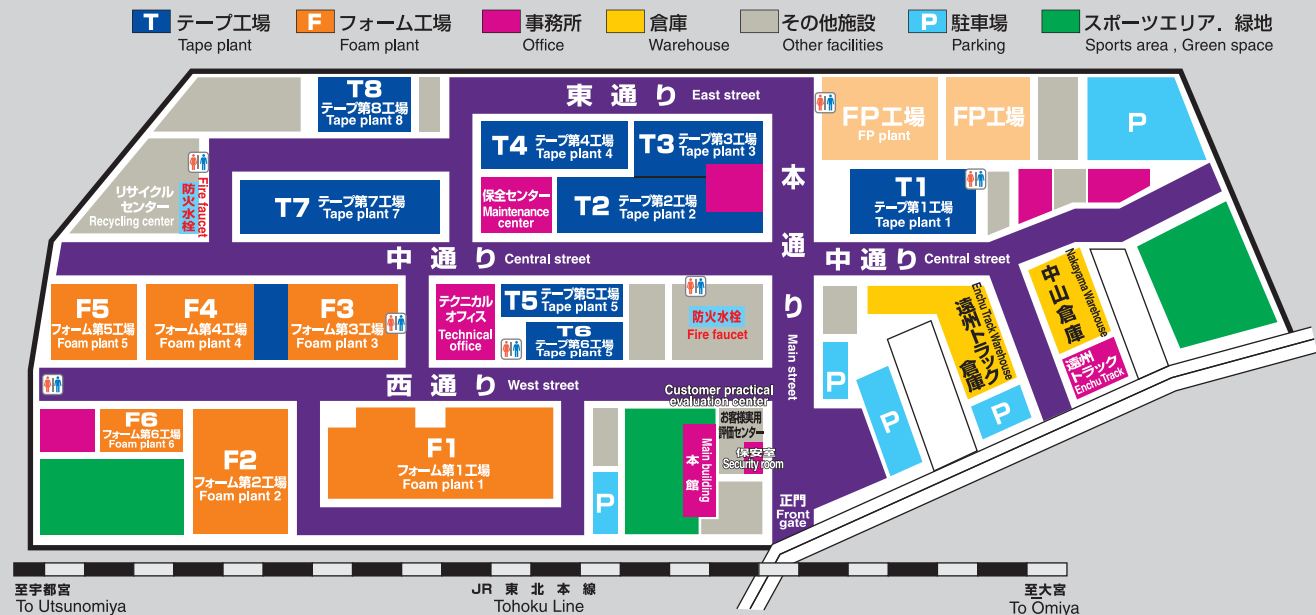 T テープ工場
Tape plant
F フォーム工場
Foam plant
事務所
Office
倉庫
Warehouse
その他施設
Other facilities
P 駐車場
Parking
スポーツエリア．緑地
Sports area , Green space
T8
テープ第8工場
Tape plant 8
東通り East street
FP工場
FP plant
FP工場
P
T4 テープ第4工場
Tape plant 4
T3 テープ第3工場
Tape plant 3
リサイクル
センター
Recycling center
防火水栓
Fire faucet
T7 テープ第7工場
Tape plant 7
保全センター
Maintenance
center
T2 テープ第2工場
Tape plant 2
本通り
Main street
T1
テープ第1工場
Tape plant 1
中通り Central street
中通り Central street
F5
フォーム第5工場
Foam plant 5
F4
フォーム第4工場
Foam plant 4
F3
フォーム第3工場
Foam plant 3
テクニカル
オフィス
Technical
office
T5 テープ第5工場
Tape plant 5
T6 テープ第6工場
Tape plant 5
防火水栓
Fire faucet
遠州トラック倉庫
Enchu Track Warehouse
中山倉庫
Nakayama Warehouse
遠州
トラック
Enchu Track
P
P
P
西通り West street
F6
フォーム第6工場
Foam plant 6
F2
フォーム第2工場
Foam plant 2
F1
フォーム第1工場
Foam plant 1
P
Customer practical
evaluation center
お客様実用
評価センター
本館
Main building
保安室
Security room
正門
Front
gate
至宇都宮
To Utsunomiya
JR東北本線
Tohoku Line
至大宮
To Ōmiya